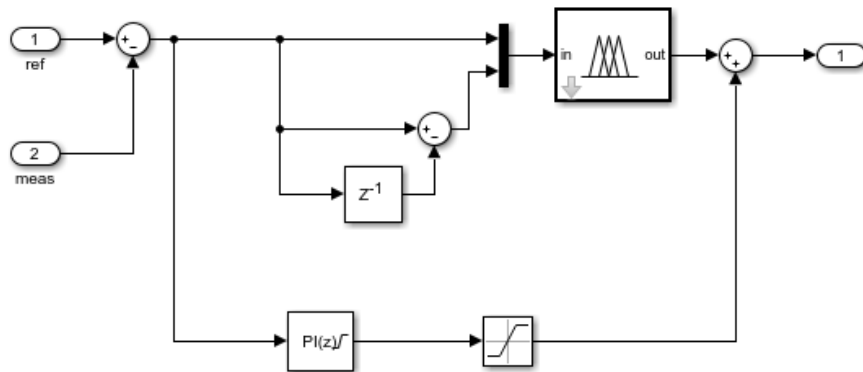 1
ref
2
meas
+
−
+
−
Z-1
in
out
+
+
1
PI(z)